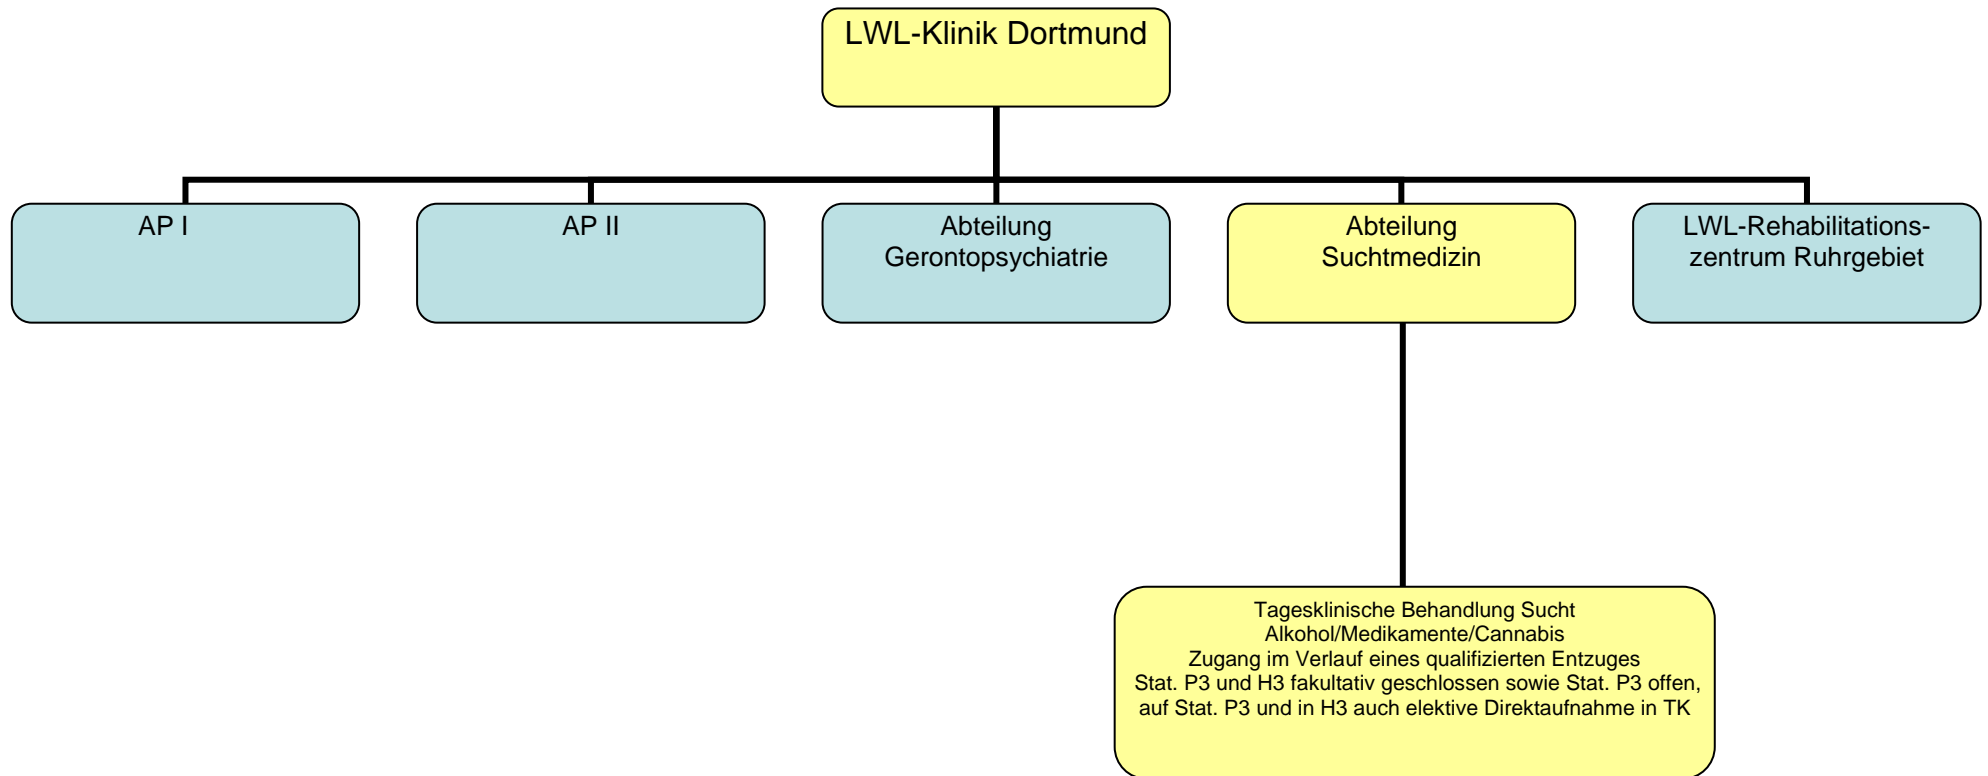 LWL-Klinik Dortmund
AP I
AP II
Abteilung
Gerontopsychiatrie
Abteilung
Suchtmedizin
LWL-Rehabilitations-
zentrum Ruhrgebiet
Tagesklinische Behandlung Sucht
Alkohol/Medikamente/Cannabis
Zugang im Verlauf eines qualifizierten Entzuges
Stat. P3 und H3 fakultativ geschlossen sowie Stat. P3 offen,
auf Stat. P3 und in H3 auch elektive Direktaufnahme in TK